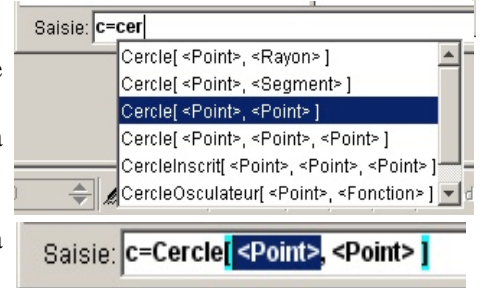 Saisie: c=cer
Cercle[ <Point>, <Rayon> ]
Cercle[ <Point>, <Segment> ]
Cercle[ <Point>, <Point> ]
Cercle[ <Point>, <Point>, <Point> ]
CercleInscrit[ <Point>, <Point>, <Point> ]
CercleOsculateur[ <Point>, <Fonction> ]
Saisie: c=Cercle[ <Point>, <Point> ]